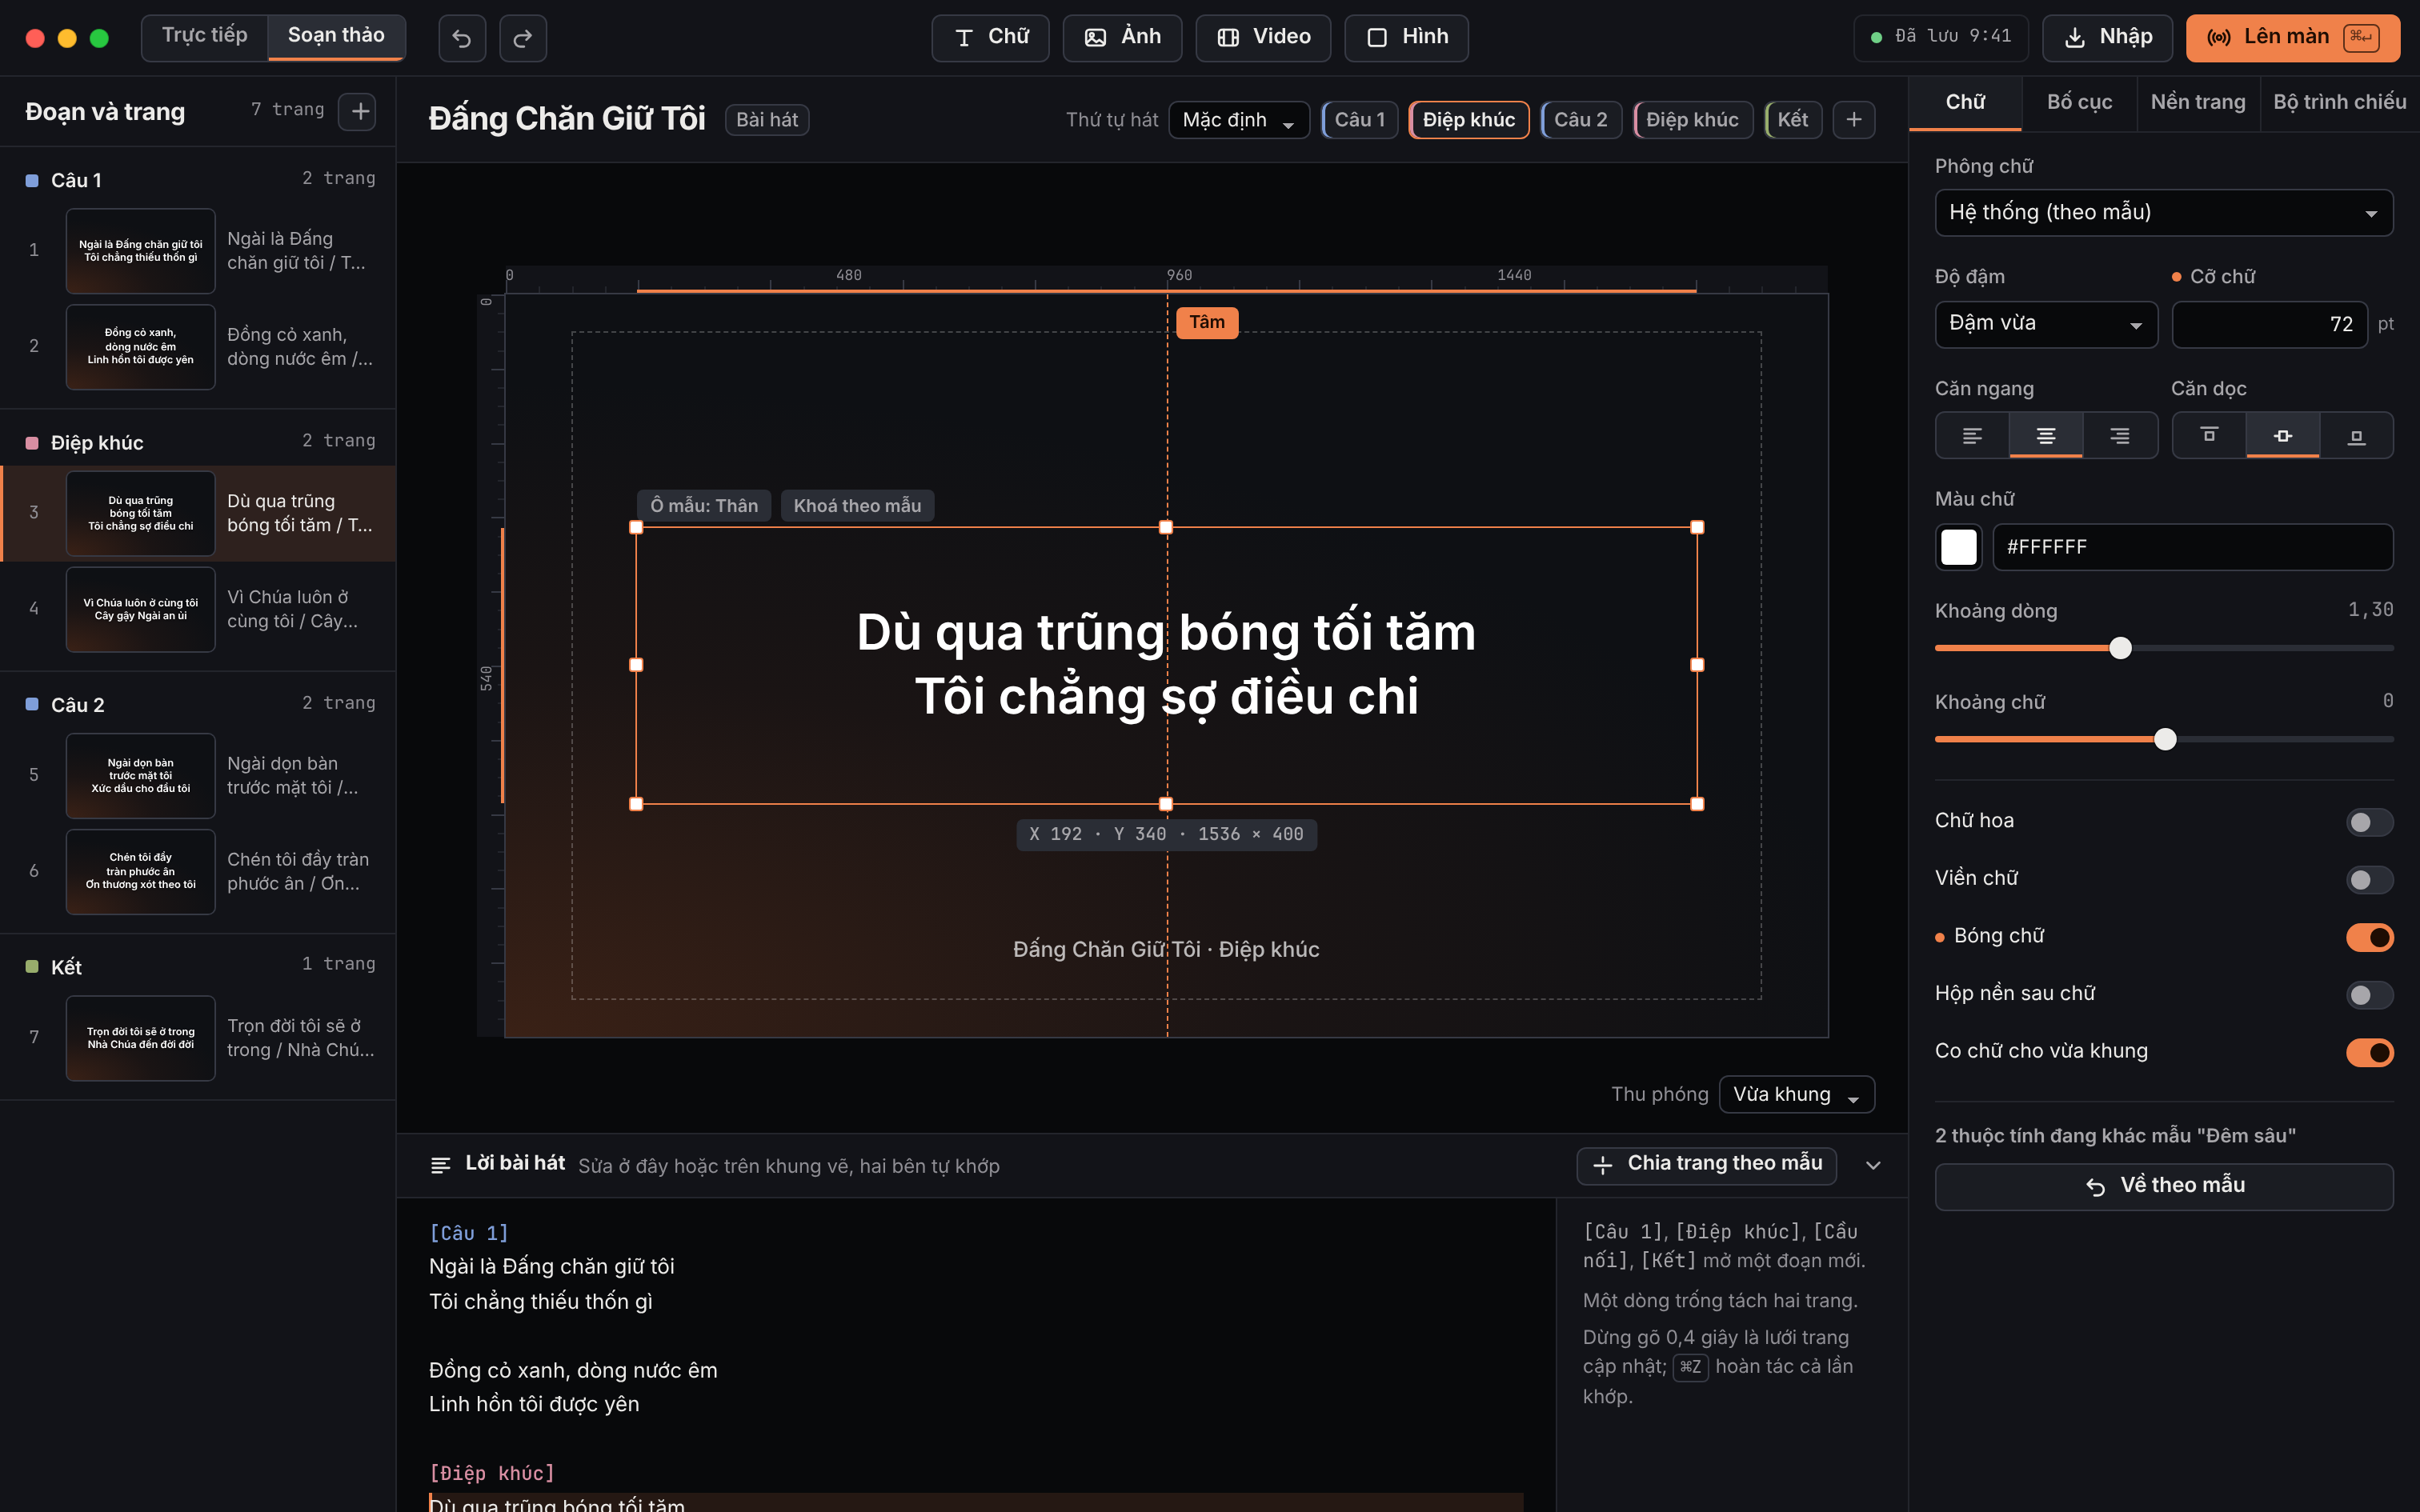 Trực tiếp
Soạn thảo
Chữ
Ảnh
Video
Hình
Đã lưu 9:41
Nhập
Lên màn ⌘↵
Đoạn và trang
7 trang
Câu 1
2 trang
1
Ngài là Đấng chăn giữ tôi
Tôi chẳng thiếu thốn gì
Ngài là Đấng
chăn giữ tôi / T...
2
Đồng cỏ xanh,
dòng nước êm
Linh hồn tôi được yên
Đồng cỏ xanh,
dòng nước êm /...
Điệp khúc
2 trang
3
Dù qua trũng
bóng tối tăm
Tôi chẳng sợ điều chi
Dù qua trũng
bóng tối tăm / T...
4
Vì Chúa luôn ở cùng tôi
Cây gậy Ngài an ủi
Vì Chúa luôn ở
cùng tôi / Cây...
Câu 2
2 trang
5
Ngài dọn bàn
trước mặt tôi
Xức dầu cho đầu tôi
Ngài dọn bàn
trước mặt tôi /...
6
Chén tôi đầy
tràn phước ân
Ơn thương xót theo tôi
Chén tôi đầy tràn
phước ân / Ơn...
Kết
1 trang
7
Trọn đời tôi sẽ ở trong
Nhà Chúa đến đời đời
Trọn đời tôi sẽ ở
trong / Nhà Chú...
Đấng Chăn Giữ Tôi
Bài hát
Thứ tự hát
Mặc định
Câu 1
Điệp khúc
Câu 2
Điệp khúc
Kết
0
480
960
1440
0
540
Tâm
Ô mẫu: Thân
Khoá theo mẫu
Dù qua trũng bóng tối tăm
Tôi chẳng sợ điều chi
X 192 · Y 340 · 1536 × 400
Đấng Chăn Giữ Tôi · Điệp khúc
Thu phóng
Vừa khung
Lời bài hát
Sửa ở đây hoặc trên khung vẽ, hai bên tự khớp
Chia trang theo mẫu
[Câu 1]
Ngài là Đấng chăn giữ tôi
Tôi chẳng thiếu thốn gì
Đồng cỏ xanh, dòng nước êm
Linh hồn tôi được yên
[Điệp khúc]
Dù qua trũng bóng tối tăm
[Câu 1], [Điệp khúc], [Cầu
nối], [Kết] mở một đoạn mới.
Một dòng trống tách hai trang.
Dừng gõ 0,4 giây là lưới trang
cập nhật; ⌘Z hoàn tác cả lần
khớp.
Chữ
Bố cục
Nền trang
Bộ trình chiếu
Phông chữ
Hệ thống (theo mẫu)
Độ đậm
Cỡ chữ
Đậm vừa
72
pt
Căn ngang
Căn dọc
Màu chữ
#FFFFFF
Khoảng dòng
1,30
Khoảng chữ
0
Chữ hoa
Viền chữ
Bóng chữ
Hộp nền sau chữ
Co chữ cho vừa khung
2 thuộc tính đang khác mẫu "Đêm sâu"
Về theo mẫu